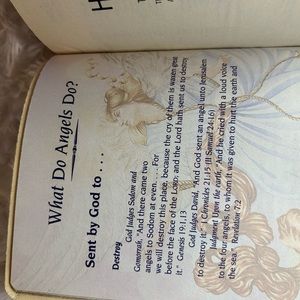 What Do Angels Do?
Sent by God to . . . .
Destroy
God Judges Sodom and
Gomorrah, "And there came two
angels to Sodom at even. . . . For
we will destroy this place, because the cry of them is waxen great
before the face of the LORD; and the Lord hath sent us to destroy
it." Genesis 19:1,13
God Judges David, "And God sent an angel unto Jerusalem
to destroy it." I Chronicles 21:15 (II Samuel 24:16)
Judgment Upon the earth, "And he cried with a loud voice
to the four angels, to whom it was given to hurt the earth and
the sea." Revelation 7:2